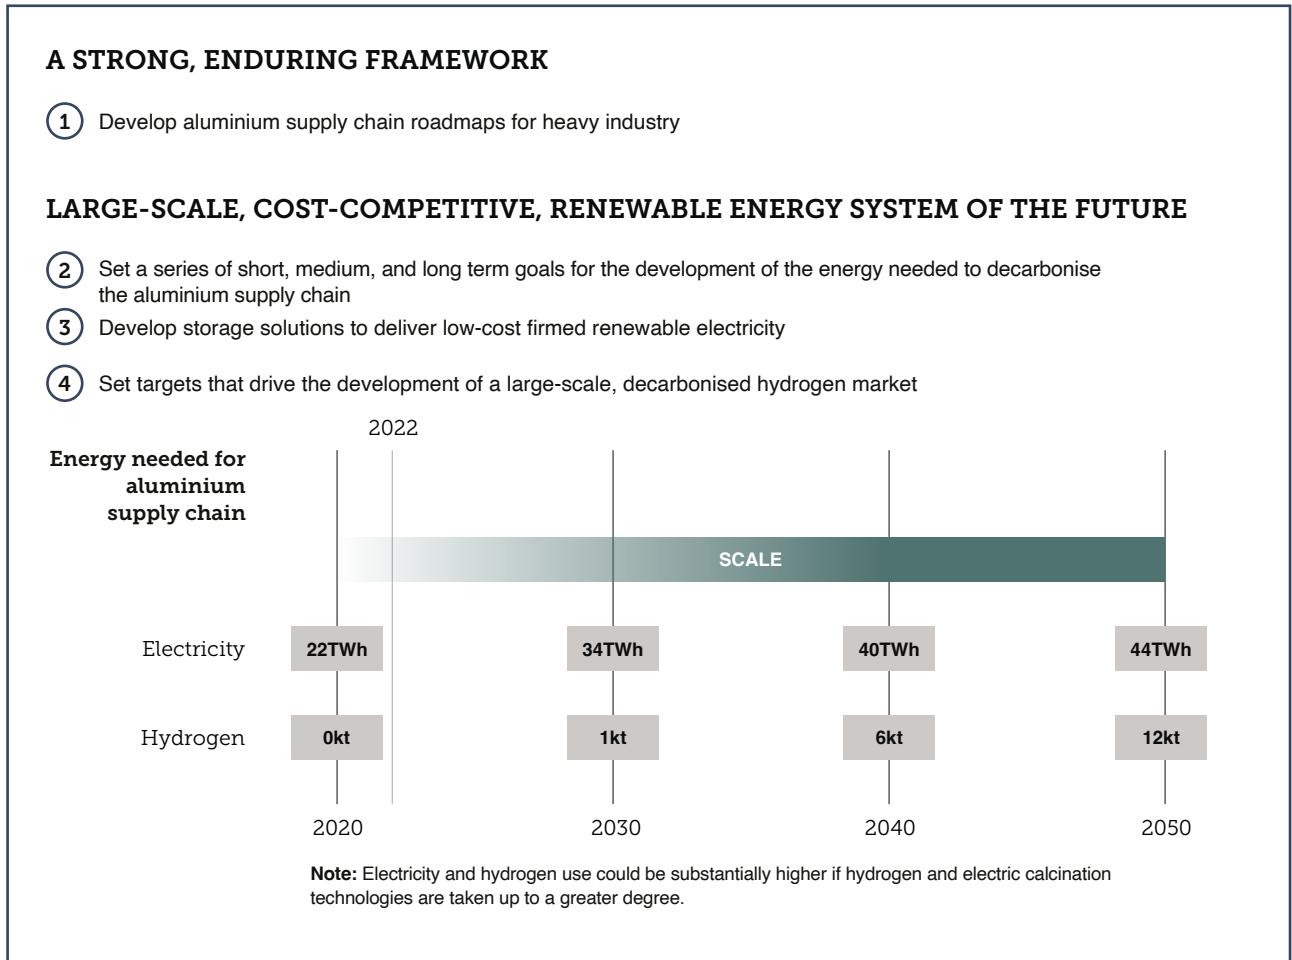 A STRONG, ENDURING FRAMEWORK
1 Develop aluminium supply chain roadmaps for heavy industry
LARGE-SCALE, COST-COMPETITIVE, RENEWABLE ENERGY SYSTEM OF THE FUTURE
2 Set a series of short, medium, and long term goals for the development of the energy needed to decarbonise
the aluminium supply chain
3 Develop storage solutions to deliver low-cost firmed renewable electricity
4 Set targets that drive the development of a large-scale, decarbonised hydrogen market
2022
Energy needed for
aluminium
supply chain
SCALE
Electricity 22TWh 34TWh 40TWh 44TWh
Hydrogen 0kt 1kt 6kt 12kt
2020 2030 2040 2050
Note: Electricity and hydrogen use could be substantially higher if hydrogen and electric calcination
technologies are taken up to a greater degree.